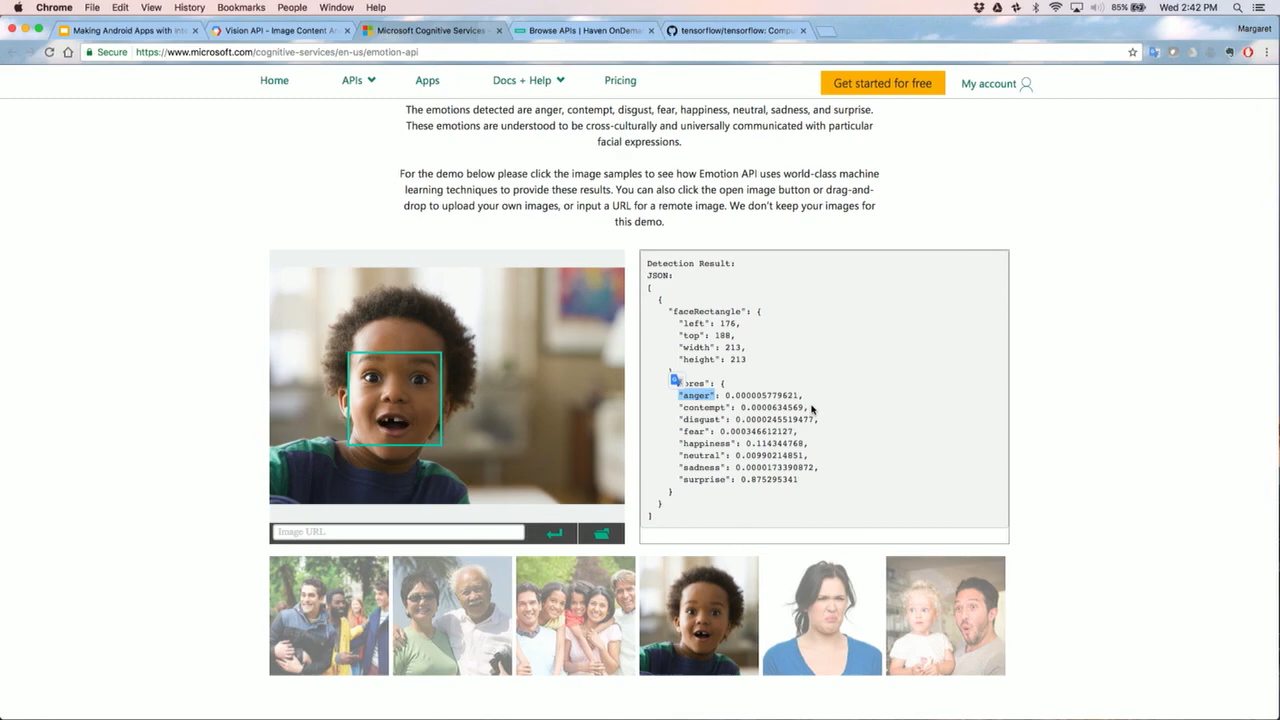 Chrome File Edit View History Bookmarks People Window Help 85% Wed 2:42 PM
Making Android Apps with Int Vision API - Image Content An Microsoft Cognitive Services - Browse APIs | Haven OnDema tensorflow/tensorflow: Compu Margaret
Secure https://www.microsoft.com/cognitive-services/en-us/emotion-api
Home APIs Apps Docs + Help Pricing Get started for free My account
The emotions detected are anger, contempt, disgust, fear, happiness, neutral, sadness, and surprise.
These emotions are understood to be cross-culturally and universally communicated with particular
facial expressions.
For the demo below please click the image samples to see how Emotion API uses world-class machine
learning techniques to provide these results. You can also click the open image button or drag-and-
drop to upload your own images, or input a URL for a remote image. We don't keep your images for
this demo.
Detection Result:
JSON:
[
{
"faceRectangle": {
"left": 176,
"top": 188,
"width": 213,
"height": 213
},
ores": {
"anger": 0.000005779621,
"contempt": 0.0000634569,
"disgust": 0.0000245519477,
"fear": 0.000346612127,
"happiness": 0.114344768,
"neutral": 0.00990214851,
"sadness": 0.0000173390872,
"surprise": 0.875295341
}
}
]
Image URL